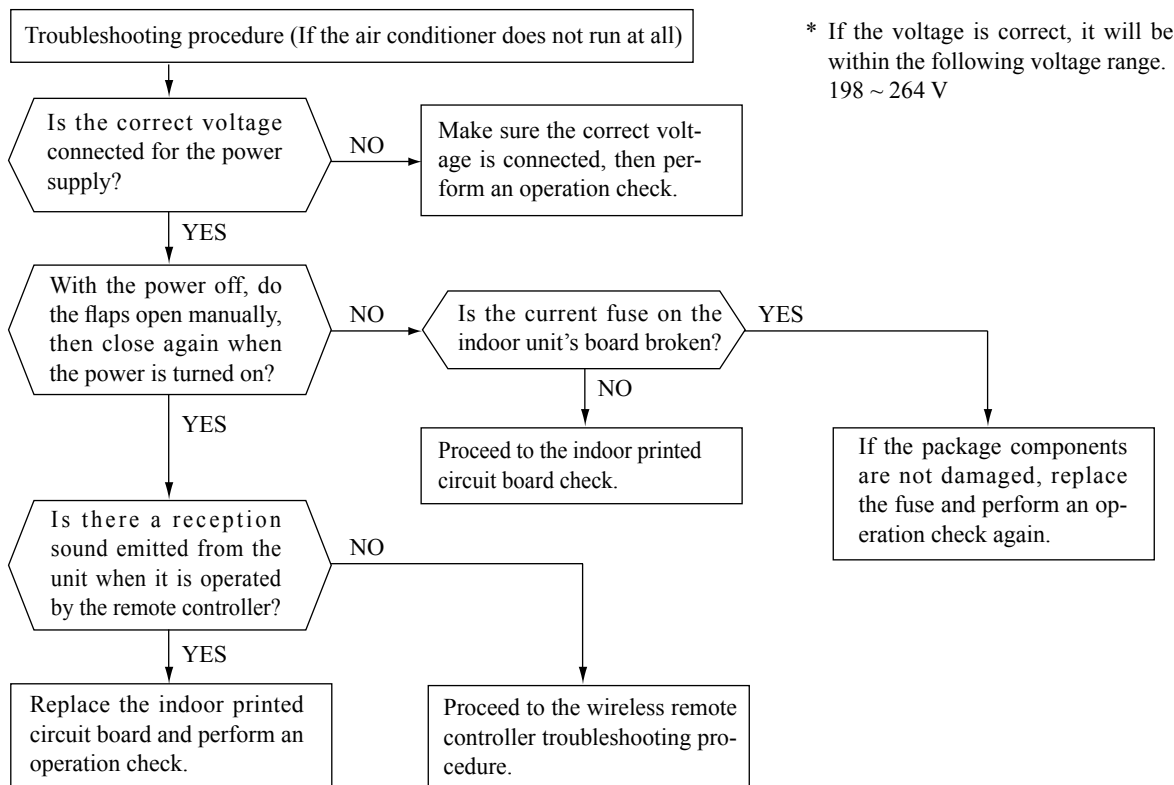 Troubleshooting procedure (If the air conditioner does not run at all)
* If the voltage is correct, it will be
within the following voltage range.
198 ~ 264 V
Is the correct voltage
connected for the power
supply?
NO
Make sure the correct volt-
age is connected, then per-
form an operation check.
YES
With the power off, do
the flaps open manually,
then close again when
the power is turned on?
NO
Is the current fuse on the
indoor unit's board broken?
YES
NO
YES
Proceed to the indoor printed
circuit board check.
If the package components
are not damaged, replace
the fuse and perform an op-
eration check again.
Is there a reception
sound emitted from the
unit when it is operated
by the remote controller?
NO
YES
Replace the indoor printed
circuit board and perform an
operation check.
Proceed to the wireless remote
controller troubleshooting pro-
cedure.